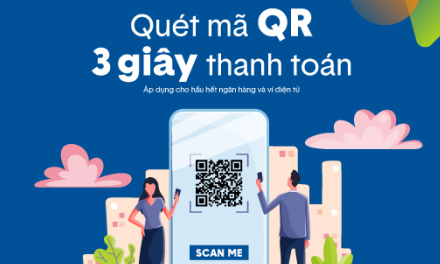 Quét mã QR
3 giây thanh toán
Áp dụng cho hầu hết ngân hàng và ví điện tử
SCAN ME